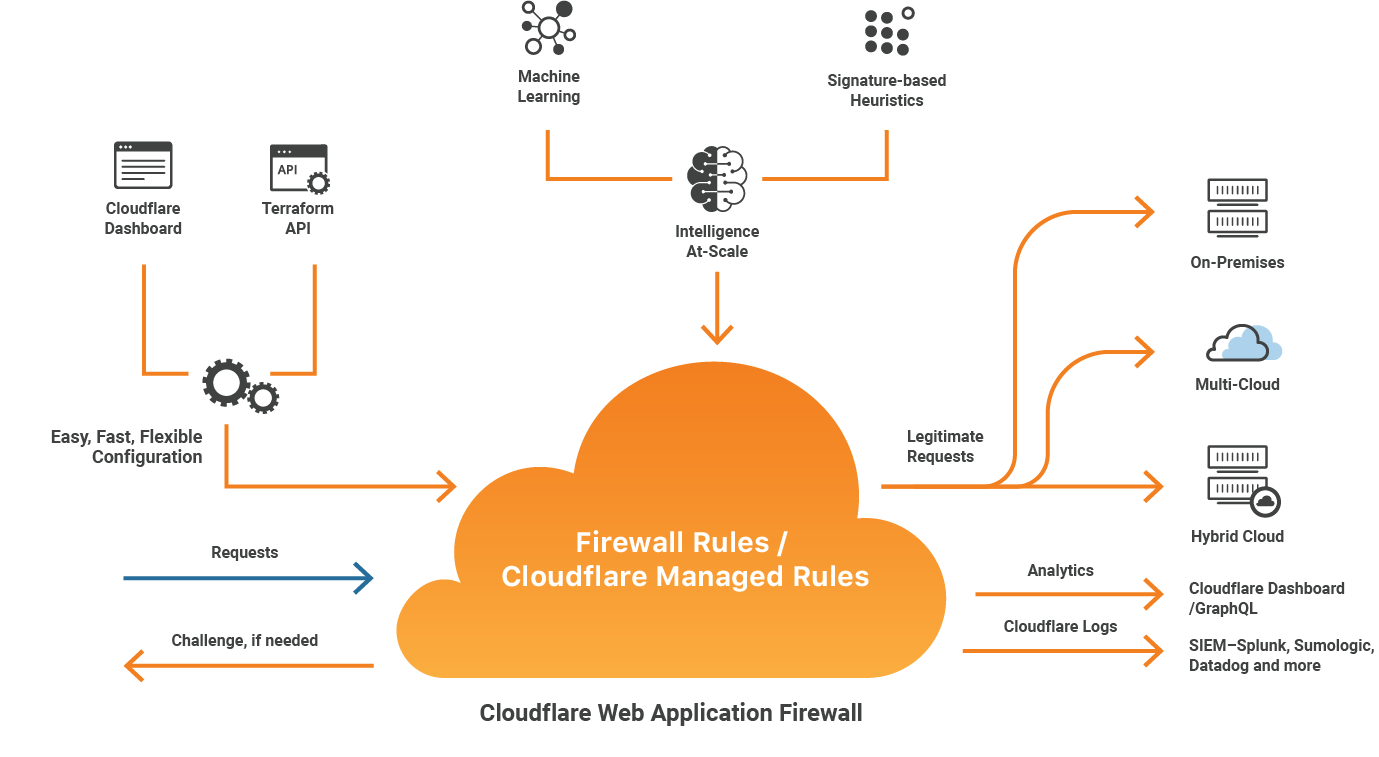 Machine
Learning
Signature-based
Heuristics
API
Cloudflare
Dashboard
Terraform
API
Intelligence
At-Scale
On-Premises
Multi-Cloud
Easy, Fast, Flexible
Configuration
Legitimate
Requests
Hybrid Cloud
Firewall Rules /
Cloudflare Managed Rules
Requests
Challenge, if needed
Analytics
Cloudflare Dashboard
/GraphQL
Cloudflare Logs
SIEM–Splunk, Sumologic,
Datadog and more
Cloudflare Web Application Firewall